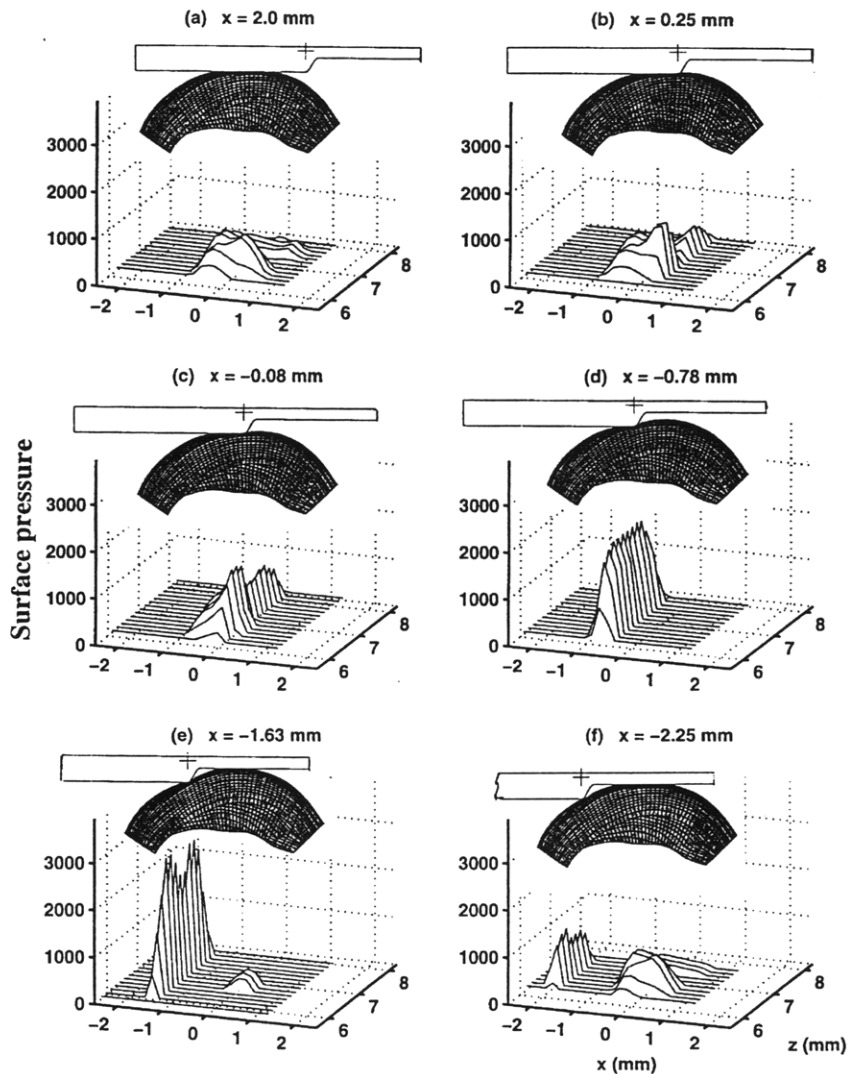 (a) x = 2.0 mm
(b) x = 0.25 mm
3000
2000
1000
0
−2 −1 0 1 2
6 7 8
3000
2000
1000
0
−2 −1 0 1 2
6 7 8
(c) x = −0.08 mm
(d) x = −0.78 mm
Surface pressure
3000
2000
1000
0
−2 −1 0 1 2
6 7 8
3000
2000
1000
0
−2 −1 0 1 2
6 7 8
(e) x = −1.63 mm
(f) x = −2.25 mm
3000
2000
1000
0
−2 −1 0 1 2
6 7 8
3000
2000
1000
0
−2 −1 0 1 2
6 7 8
x (mm)
z (mm)